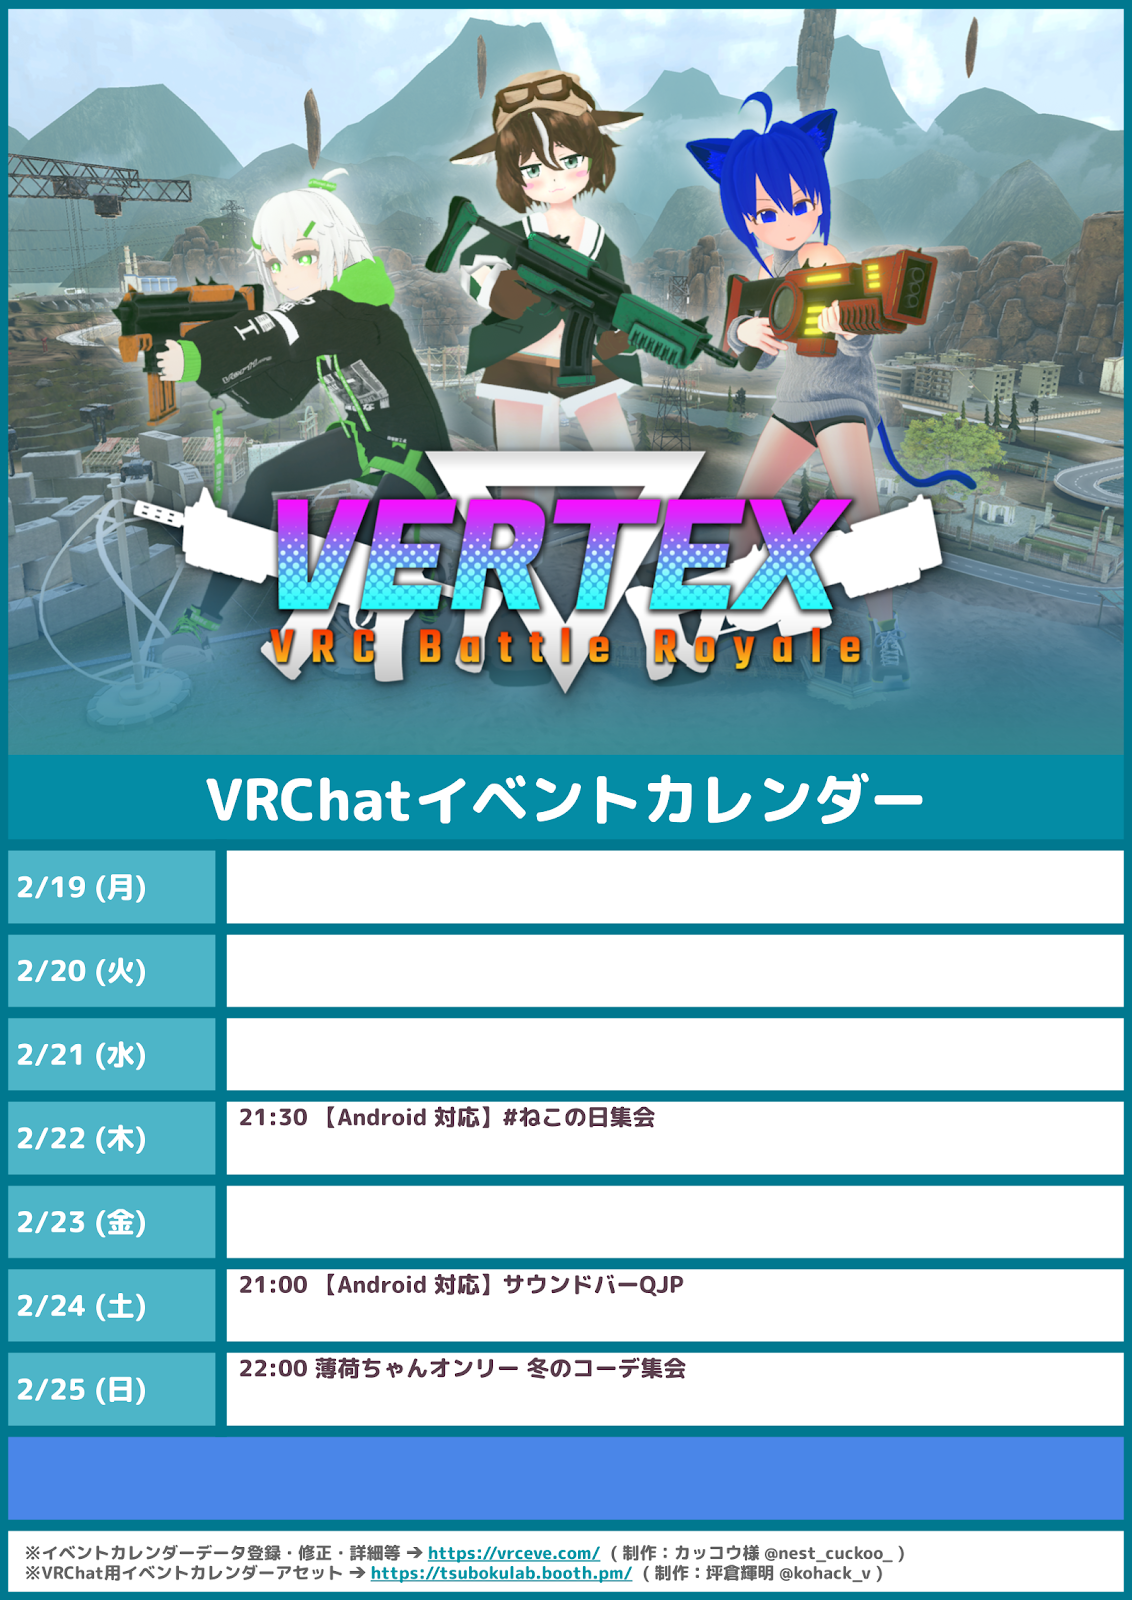 VERTEX
VRC Battle Royale
VRChatイベントカレンダー
2/19 (月)
2/20 (火)
2/21 (水)
2/22 (木)
21:30 【Android 対応】#ねこの日集会
2/23 (金)
2/24 (土)
21:00 【Android 対応】サウンドバーQJP
2/25 (日)
22:00 薄荷ちゃんオンリー 冬のコーデ集会
※イベントカレンダーデータ登録・修正・詳細等 → https://vrceve.com/ ( 制作：カッコウ様 @nest_cuckoo_ )
※VRChat用イベントカレンダーアセット → https://tsubokulab.booth.pm/ ( 制作：坪倉輝明 @kohack_v )